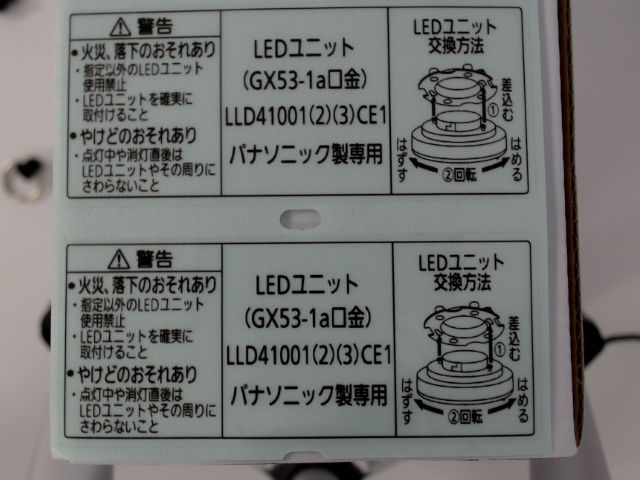 ⚠警告
•火災、落下のおそれあり
・指定以外のLEDユニット
使用禁止
・LEDユニットを確実に
取付けること
•やけどのおそれあり
・点灯中や消灯直後は
LEDユニットやその周りに
さわらないこと
LEDユニット
(GX53-1a口金)
LLD41001(2)(3)CE1
パナソニック製専用
LEDユニット
交換方法
差込む
①
はずす
②回転
はめる
⚠警告
•火災、落下のおそれあり
・指定以外のLEDユニット
使用禁止
・LEDユニットを確実に
取付けること
•やけどのおそれあり
・点灯中や消灯直後は
LEDユニットやその周りに
さわらないこと
LEDユニット
(GX53-1a口金)
LLD41001(2)(3)CE1
パナソニック製専用
LEDユニット
交換方法
差込む
①
はずす
②回転
はめる